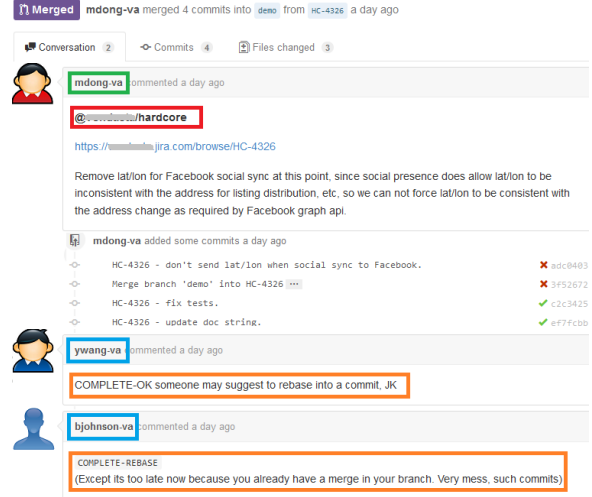 Merged mdong-va merged 4 commits into demo from HC-4326 a day ago
Conversation 2 Commits 4 Files changed 3
mdong-va commented a day ago
@ /hardcore
https:// .jira.com/browse/HC-4326
Remove lat/lon for Facebook social sync at this point, since social presence does allow lat/lon to be
inconsistent with the address for listing distribution, etc, so we can not force lat/lon to be consistent with
the address change as required by Facebook graph api.
mdong-va added some commits a day ago
HC-4326 - don't send lat/lon when social sync to Facebook. adc0403
Merge branch 'demo' into HC-4326 ... 3f52672
HC-4326 - fix tests. c2c3425
HC-4326 - update doc string. ef7fcbb
ywang-va commented a day ago
COMPLETE-OK someone may suggest to rebase into a commit, JK
bjohnson-va commented a day ago
COMPLETE-REBASE
(Except its too late now because you already have a merge in your branch. Very mess, such commits)